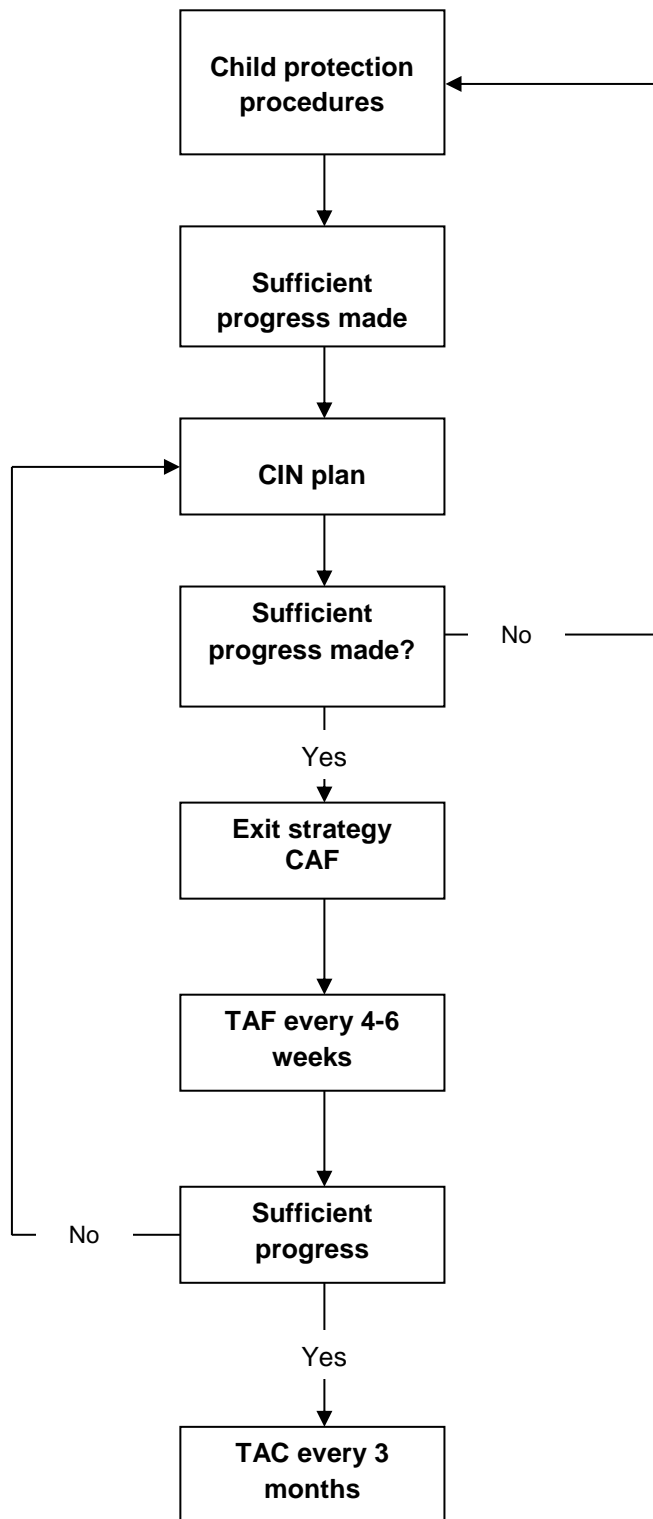 Child protection
procedures
Sufficient
progress made
CIN plan
Sufficient
progress made?
No
Yes
Exit strategy
CAF
TAF every 4-6
weeks
Sufficient
progress
No
Yes
TAC every 3
months